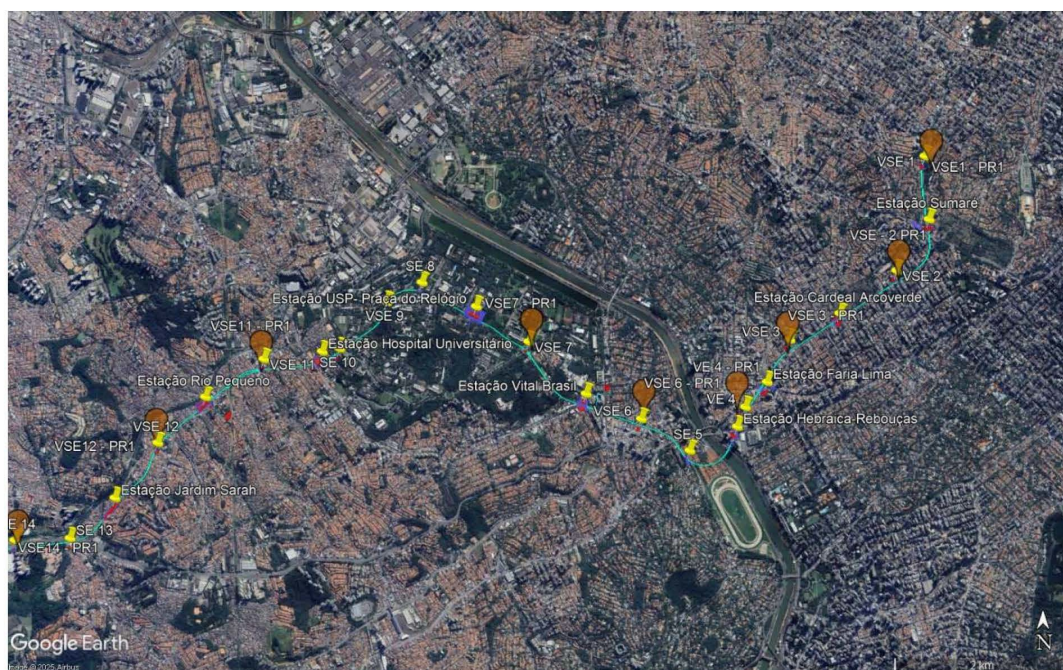 VSE -1
VSE1 - PR1
Estação Sumaré
VSE - 2 PR1
VSE 2
SE 8
Estação USP- Praça do Relógio
VSE7 - PR1
VSE 9
Estação Cardeal Arcoverde
VSE 3 - PR1
VSE 3
VSE11 - PR1
Estação Hospital Universitário
VSE 7
VSE 11
SE 10
VE 4 - PR1
Estação Faria Lima
Estação Rio Pequeno
Estação Vital Brasil
VSE 6 - PR1
VSE 6
VE 4
Estação Hebraica-Rebouças
VSE 12
VSE12 - PR1
SE 5
Estação Jardim Sarah
E 14
SE 13
VSE14 - PR1
Google Earth
Image © 2025 Airbus
2 km
N